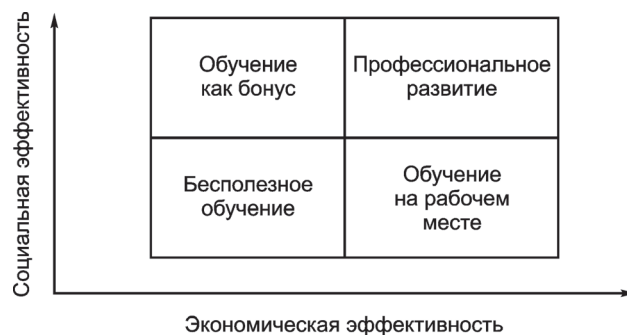 Социальная эффективность
Обучение
как бонус
Профессиональное
развитие
Бесполезное
обучение
Обучение
на рабочем
месте
Экономическая эффективность